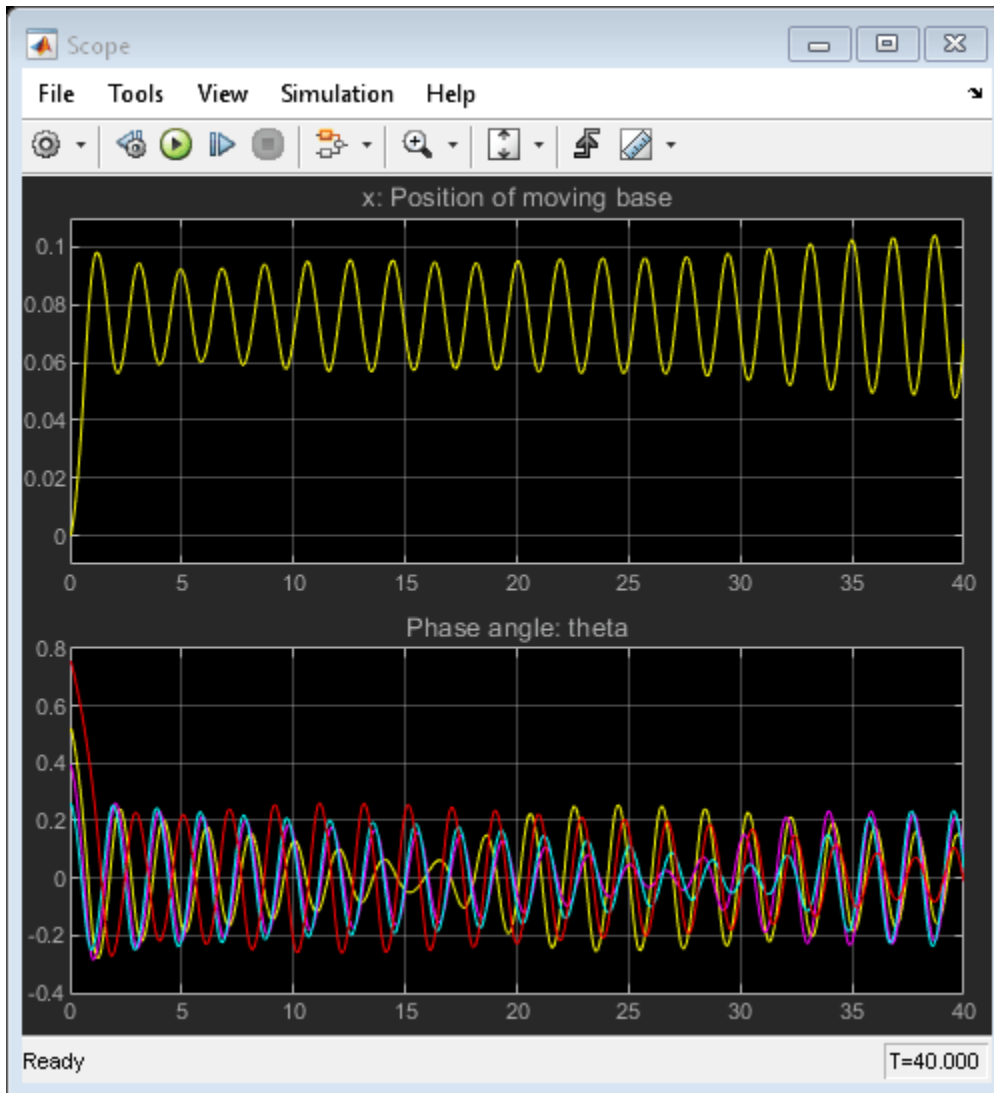 Scope
File Tools View Simulation Help
x: Position of moving base
0.1
0.08
0.06
0.04
0.02
0
0 5 10 15 20 25 30 35 40
Phase angle: theta
0.8
0.6
0.4
0.2
0
-0.2
-0.4
0 5 10 15 20 25 30 35 40
Ready T=40.000